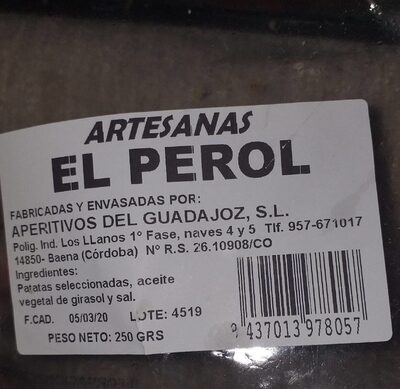 ARTESANAS
EL PEROL
FABRICADAS Y ENVASADAS POR:
APERITIVOS DEL GUADAJOZ, S.L.
Polig. Ind. Los LLanos 1º Fase, naves 4 y 5 Tlf. 957-671017
14850- Baena (Córdoba) Nº R.S. 26.10908/CO
Ingredientes:
Patatas seleccionadas, aceite
vegetal de girasol y sal.
F.CAD. 05/03/20 LOTE: 4519
PESO NETO: 250 GRS
8 437013 978057